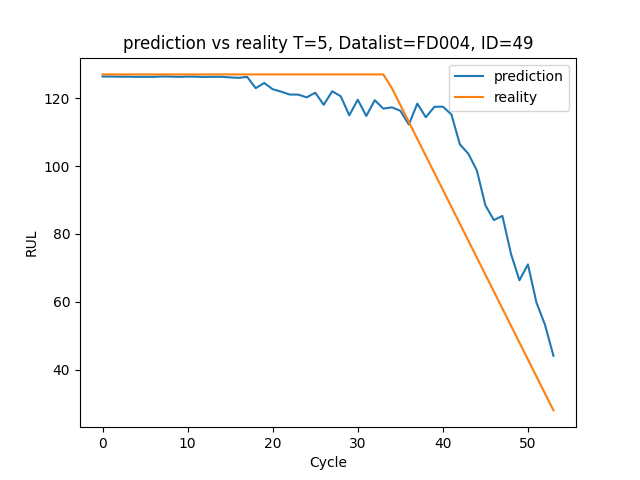 prediction vs reality T=5, Datalist=FD004, ID=49
prediction
reality
120
100
80
60
40
RUL
0 10 20 30 40 50
Cycle